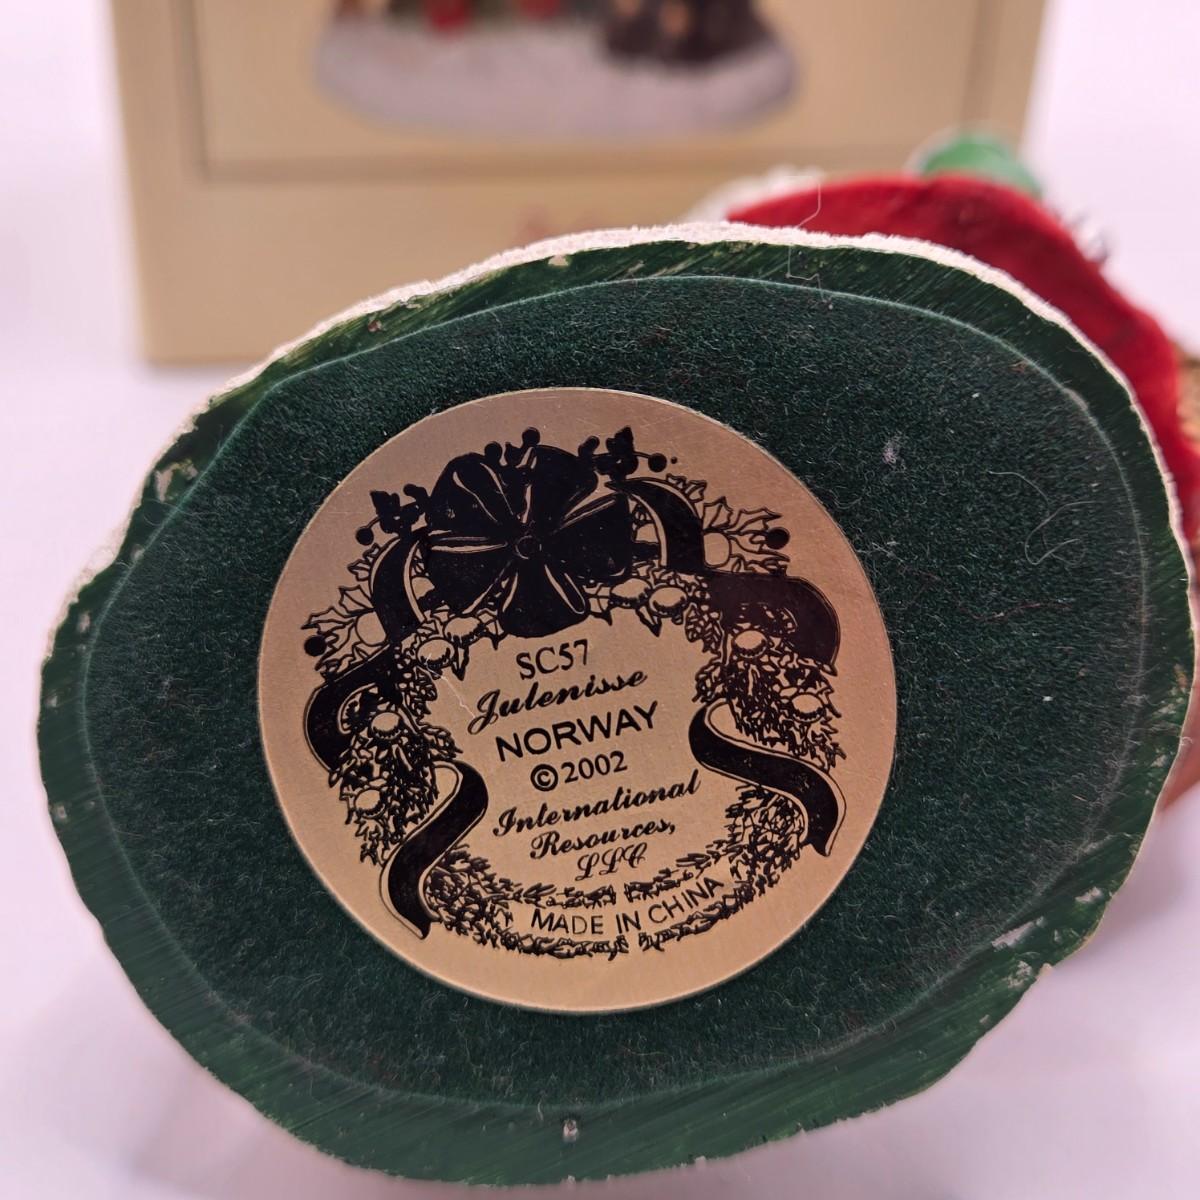 SC57
Julenisse
NORWAY
©2002
International
Resources,
LLC
MADE IN CHINA